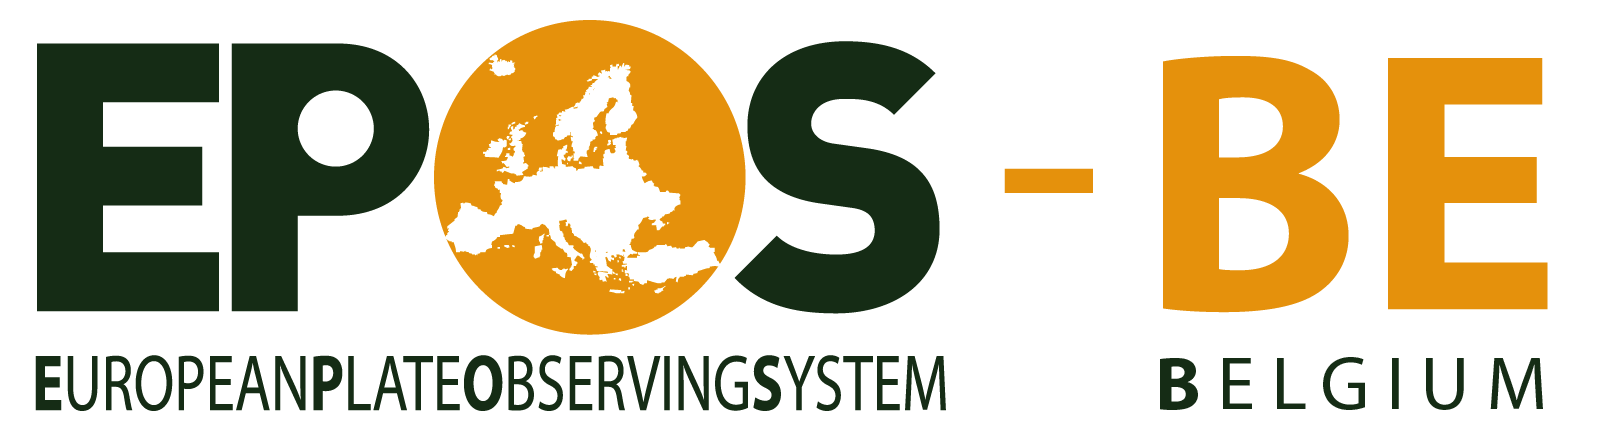 EPOS - BE
EUROPEANPLATEOBSERVINGSYSTEM BELGIUM